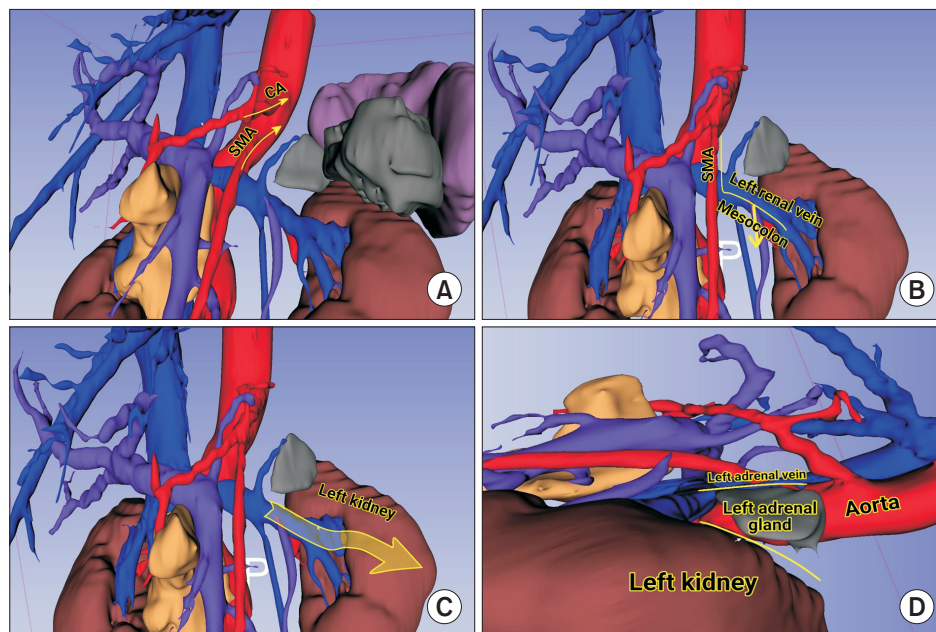 CA
SMA
A
SMA
Left renal vein
Mesocolon
P
B
Left kidney
P
C
Left adrenal vein
Left adrenal
gland
Aorta
Left kidney
D